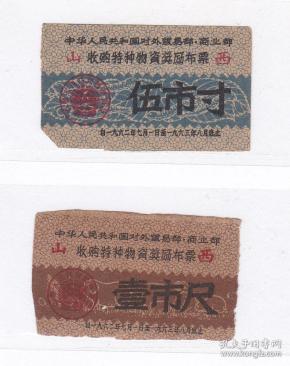 中华人民共和国对外贸易部·商业部
山 收购特种物资奖励布票 西
伍市寸
自一九六二年七月一日至一九六三年八月底止
中华人民共和国对外贸易部·商业部
山 收购特种物资奖励布票 西
壹市尺
自一九六二年七月一日至一九六三年八月底止